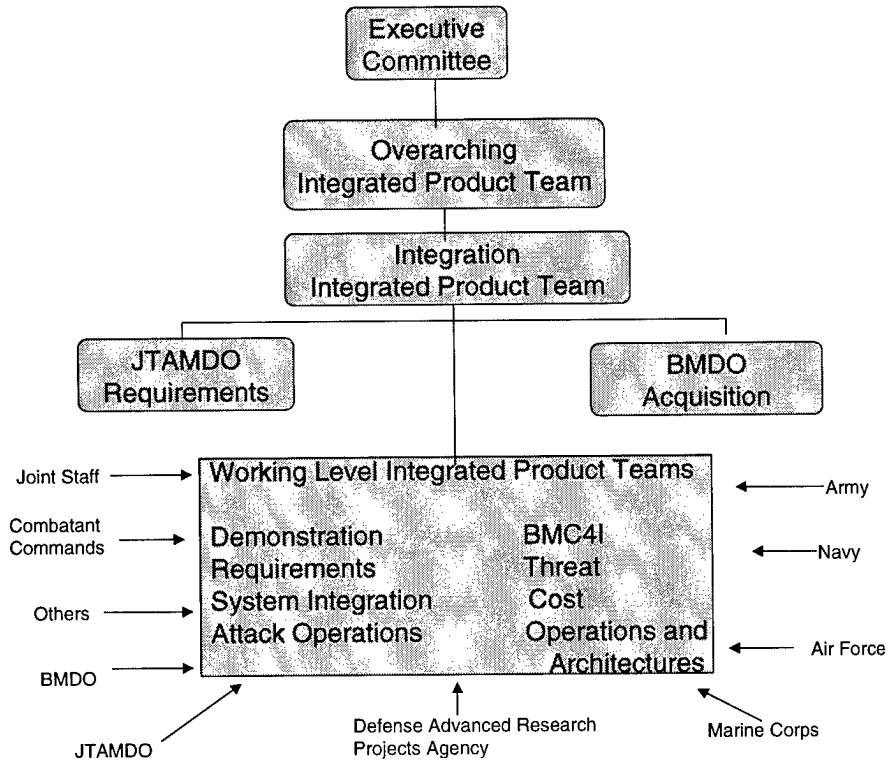 Executive
Committee
Overarching
Integrated Product Team
Integration
Integrated Product Team
JTAMDO
Requirements
BMDO
Acquisition
Working Level Integrated Product Teams
Demonstration
Requirements
System Integration
Attack Operations
BMC4I
Threat
Cost
Operations and
Architectures
Joint Staff
Combatant
Commands
Others
BMDO
JTAMDO
Defense Advanced Research
Projects Agency
Marine Corps
Army
Navy
Air Force